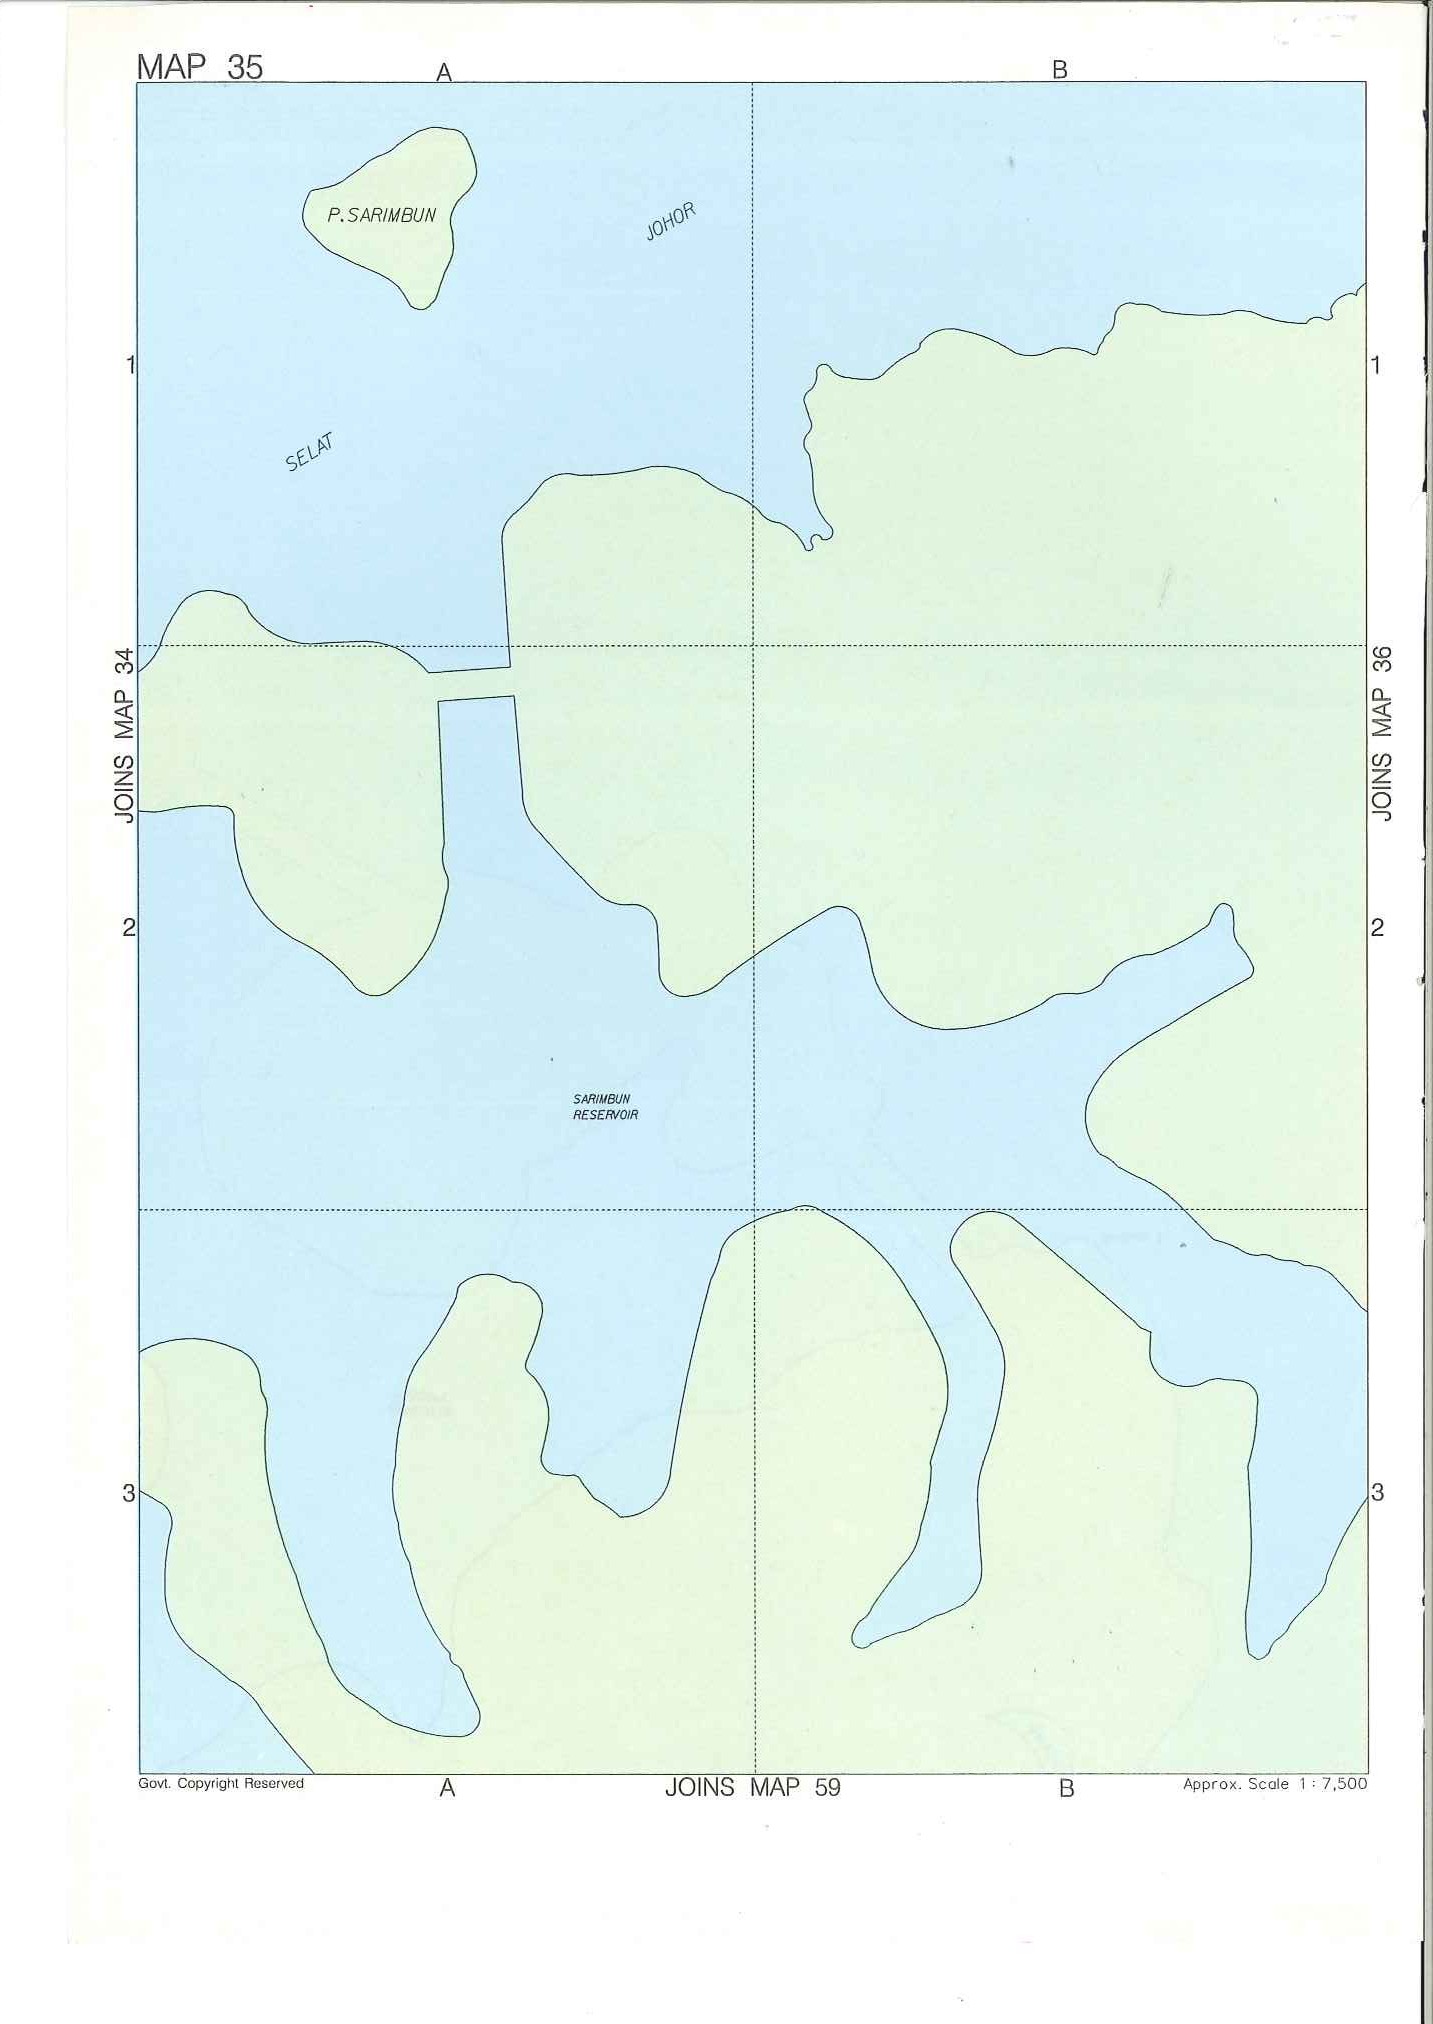 MAP 35
A
B
P.SARIMBUN
JOHOR
1
1
SELAT
JOINS MAP 34
JOINS MAP 36
2
2
SARIMBUN
RESERVOIR
3
3
Govt. Copyright Reserved
A
JOINS MAP 59
B
Approx. Scale 1 : 7,500